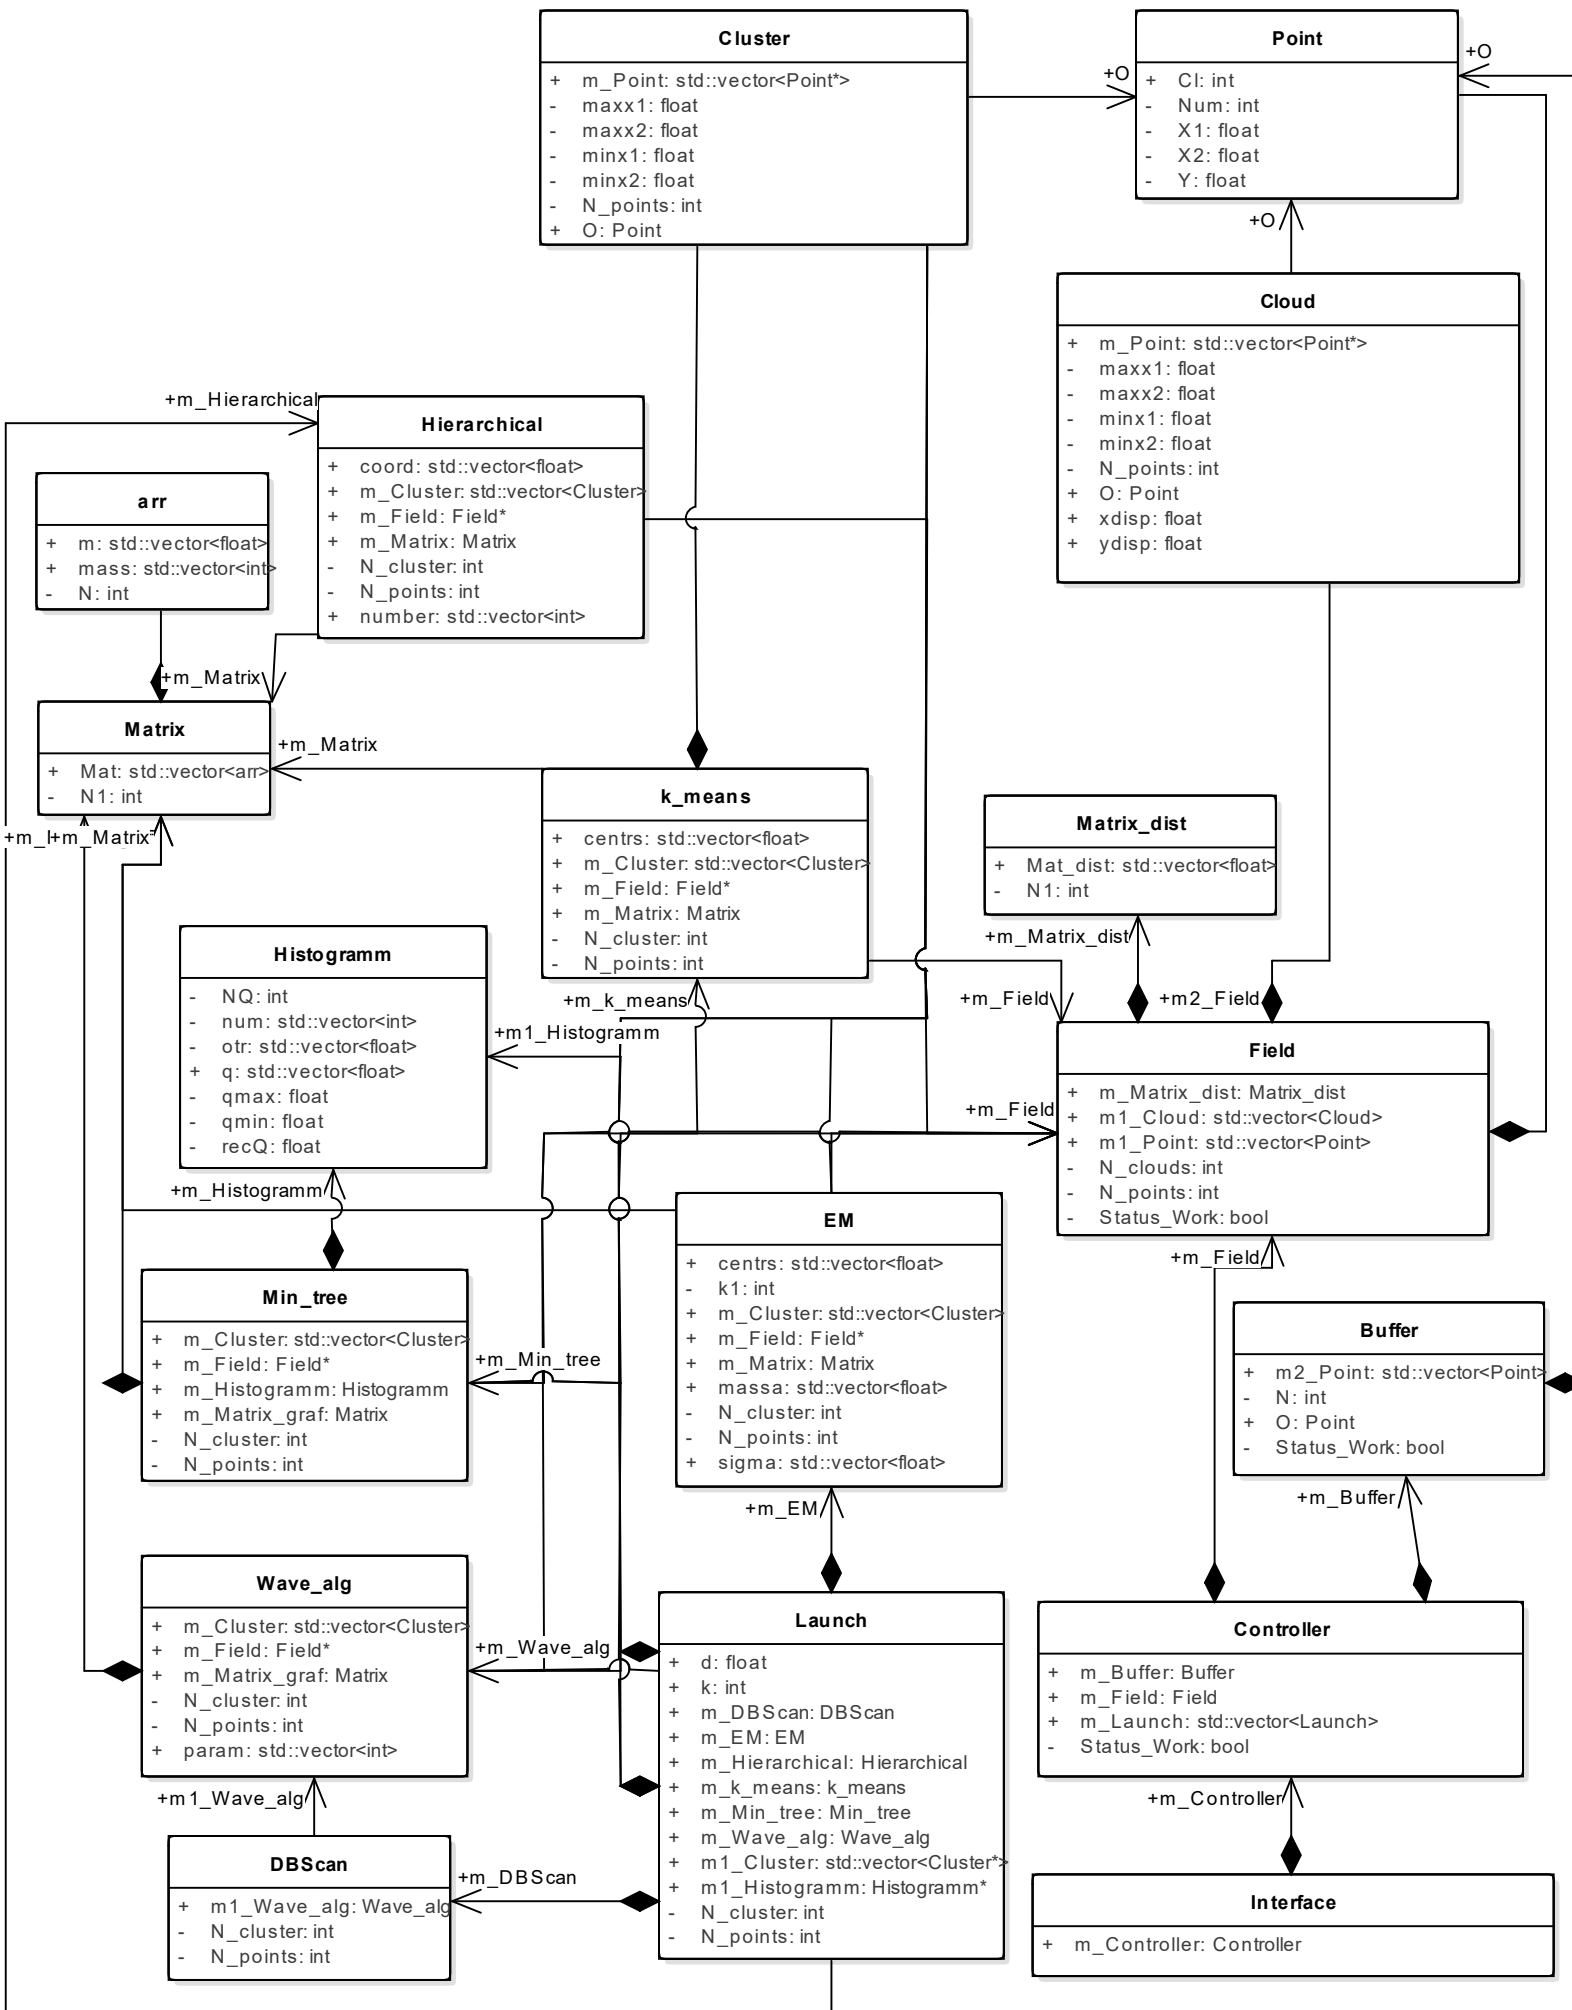 Cluster
+ m_Point: std::vector<Point*>
- maxx1: float
- maxx2: float
- minx1: float
- minx2: float
- N_points: int
+ O: Point
+O
Point
+ Cl: int
- Num: int
- X1: float
- X2: float
- Y: float
+O
+O
Cloud
+ m_Point: std::vector<Point*>
- maxx1: float
- maxx2: float
- minx1: float
- minx2: float
- N_points: int
+ O: Point
+ xdisp: float
+ ydisp: float
+m_Hierarchical
Hierarchical
+ coord: std::vector<float>
+ m_Cluster: std::vector<Cluster>
+ m_Field: Field*
+ m_Matrix: Matrix
- N_cluster: int
- N_points: int
+ number: std::vector<int>
arr
+ m: std::vector<float>
+ mass: std::vector<int>
- N: int
+m_Matrix
Matrix
+ Mat: std::vector<arr>
- N1: int
+m_Matrix
+m_Matrix
k_means
+ centrs: std::vector<float>
+ m_Cluster: std::vector<Cluster>
+ m_Field: Field*
+ m_Matrix: Matrix
- N_cluster: int
- N_points: int
Matrix_dist
+ Mat_dist: std::vector<float>
- N1: int
+m_Matrix_dist
Histogramm
- NQ: int
- num: std::vector<int>
- otr: std::vector<float>
+ q: std::vector<float>
- qmax: float
- qmin: float
- recQ: float
+m_k_means
+m1_Histogramm
+m_Field
+m2_Field
Field
+ m_Matrix_dist: Matrix_dist
+ m1_Cloud: std::vector<Cloud>
+ m1_Point: std::vector<Point>
- N_clouds: int
- N_points: int
- Status_Work: bool
+m_Field
+m_Histogramm
+m_Field
Min_tree
+ m_Cluster: std::vector<Cluster>
+ m_Field: Field*
+ m_Histogramm: Histogramm
+ m_Matrix_graf: Matrix
- N_cluster: int
- N_points: int
+m_Min_tree
EM
+ centrs: std::vector<float>
- k1: int
+ m_Cluster: std::vector<Cluster>
+ m_Field: Field*
+ m_Matrix: Matrix
+ massa: std::vector<float>
- N_cluster: int
- N_points: int
+ sigma: std::vector<float>
Buffer
+ m2_Point: std::vector<Point>
- N: int
+ O: Point
- Status_Work: bool
+m_EM
+m_Buffer
Wave_alg
+ m_Cluster: std::vector<Cluster>
+ m_Field: Field*
+ m_Matrix_graf: Matrix
- N_cluster: int
- N_points: int
+ param: std::vector<int>
+m_Wave_alg
Launch
+ d: float
+ k: int
+ m_DBScan: DBScan
+ m_EM: EM
+ m_Hierarchical: Hierarchical
+ m_k_means: k_means
+ m_Min_tree: Min_tree
+ m_Wave_alg: Wave_alg
+ m1_Cluster: std::vector<Cluster*>
+ m1_Histogramm: Histogramm*
- N_cluster: int
- N_points: int
Controller
+ m_Buffer: Buffer
+ m_Field: Field
+ m_Launch: std::vector<Launch>
- Status_Work: bool
+m1_Wave_alg
+m_Controller
DBScan
+ m1_Wave_alg: Wave_alg
- N_cluster: int
- N_points: int
+m_DBScan
Interface
+ m_Controller: Controller